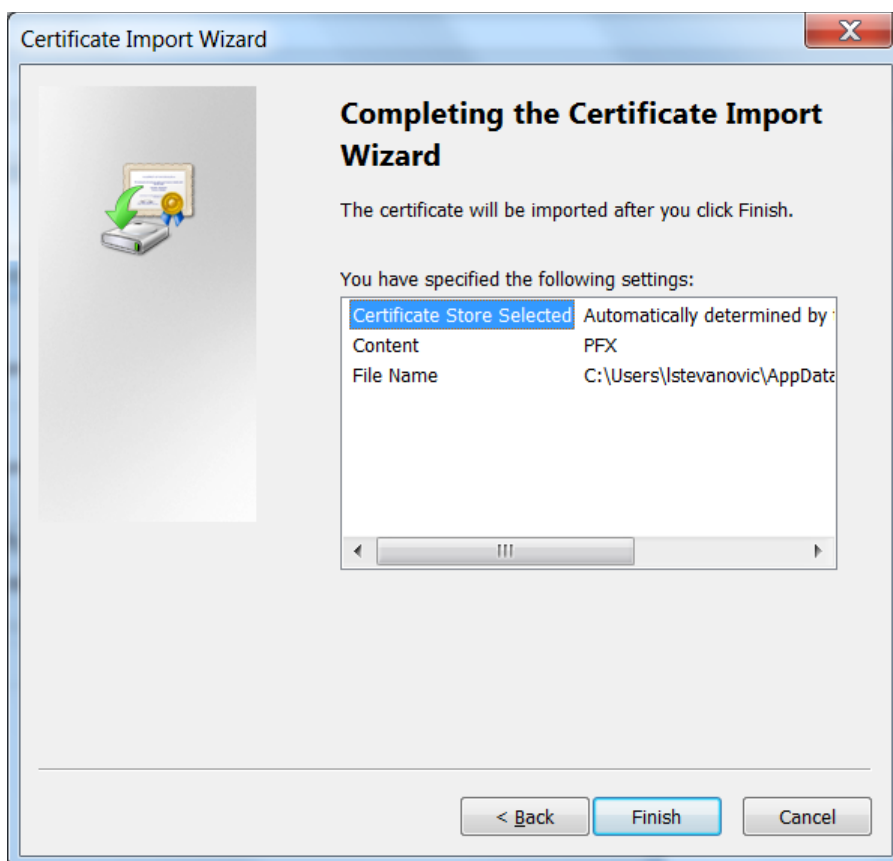 Certificate Import Wizard
Completing the Certificate Import
Wizard
The certificate will be imported after you click Finish.
You have specified the following settings:
Certificate Store Selected Automatically determined by
Content PFX
File Name C:\Users\lstevanovic\AppData
< Back Finish Cancel